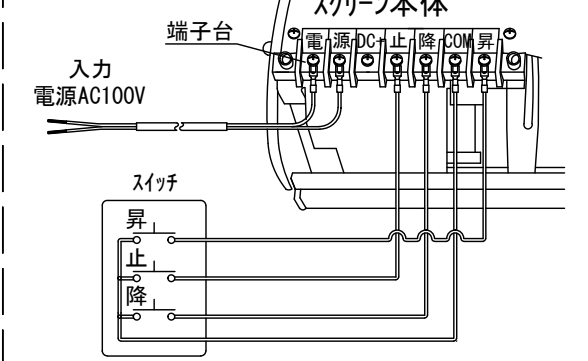 スクリーン本体
端子台
電 源 DC+ 止 降 COM 昇
入力
電源AC100V
スイッチ
昇
止
降